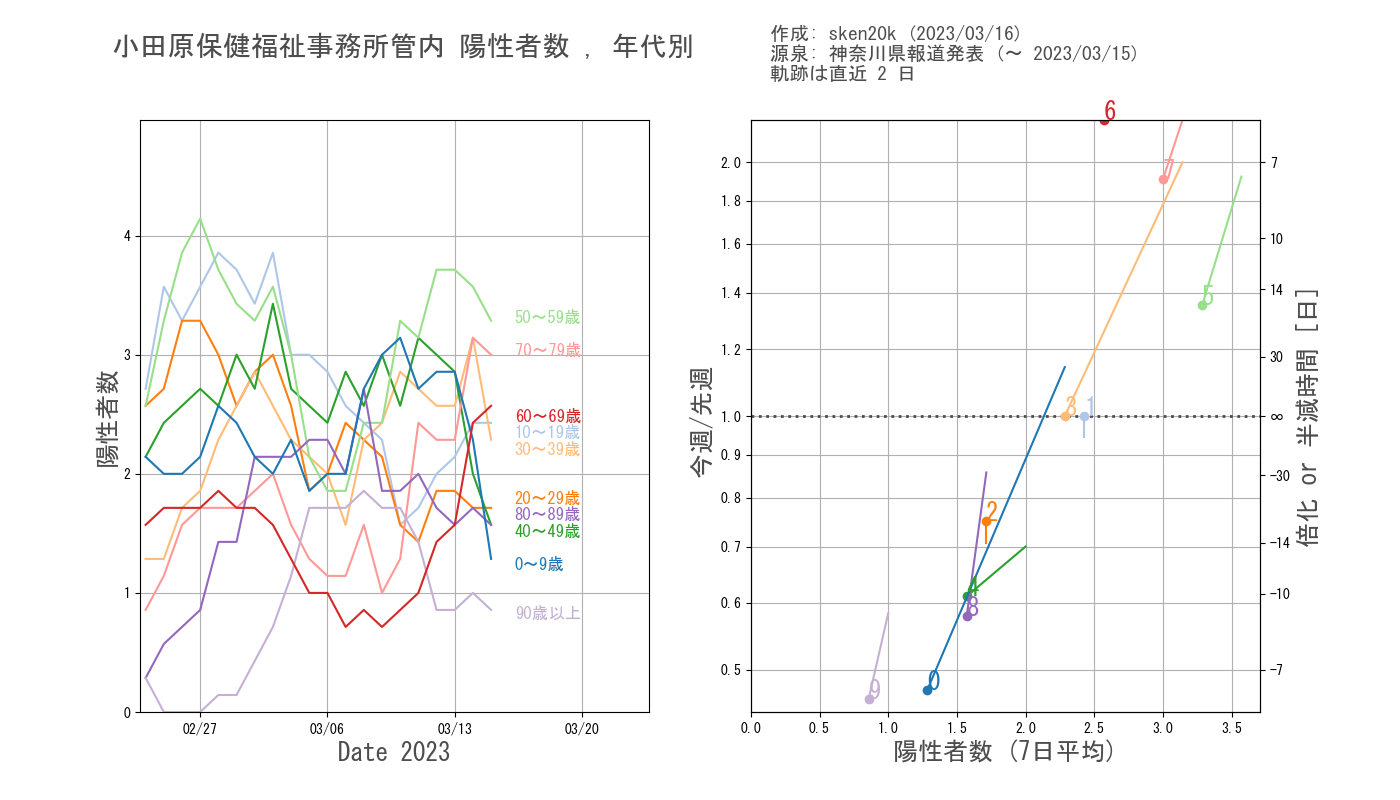 小田原保健福祉事務所管内 陽性者数 , 年代別
作成: sken20k (2023/03/16)
源泉: 神奈川県報道発表 (～ 2023/03/15)
軌跡は直近 2 日
陽性者数
4
3
2
1
0
02/27
03/06
03/13
03/20
Date 2023
50～59歳
70～79歳
60～69歳
10～19歳
30～39歳
20～29歳
80～89歳
40～49歳
0～9歳
90歳以上
今週/先週
2.0
1.8
1.6
1.4
1.2
1.0
0.9
0.8
0.7
0.6
0.5
0.0
0.5
1.0
1.5
2.0
2.5
3.0
3.5
陽性者数 (7日平均)
6
7
5
3
1
2
4
8
0
9
7
10
14
30
∞
−30
−14
−10
−7
倍化 or 半減時間 [日]